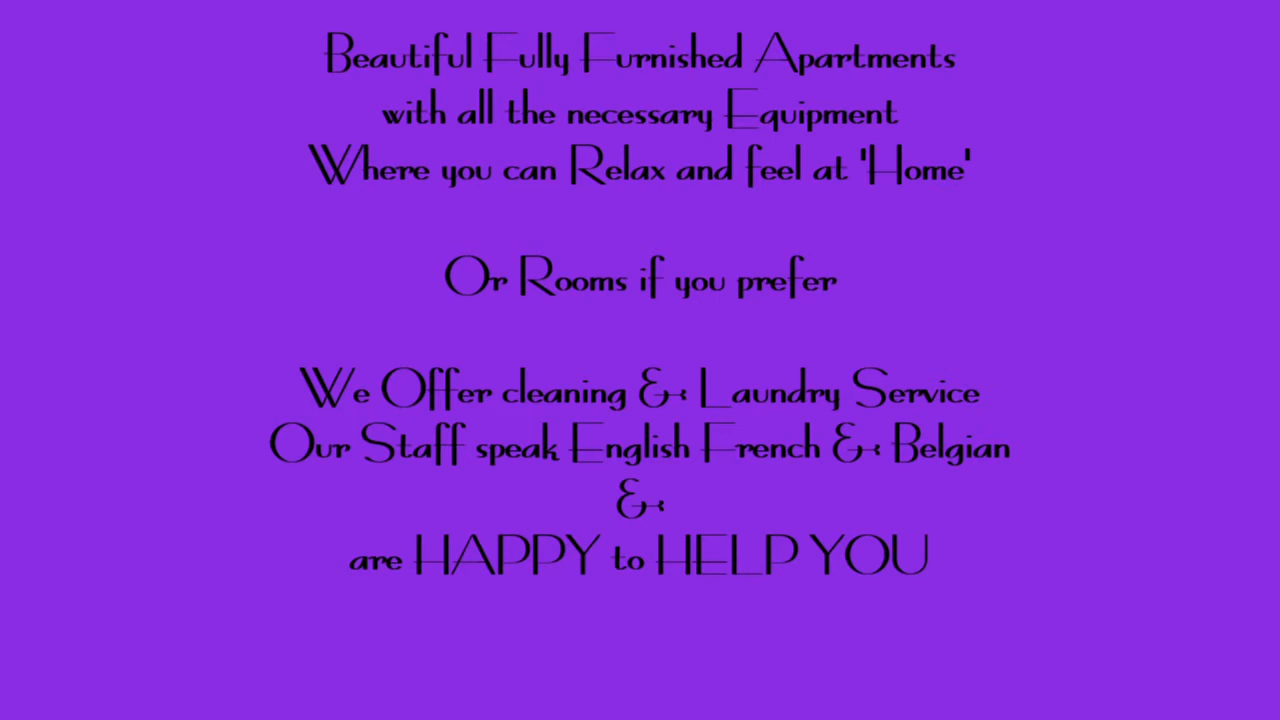 Beautiful Fully Furnished Apartments
with all the necessary Equipment
Where you can Relax and feel at 'Home'
Or Rooms if you prefer
We Offer cleaning & Laundry Service
Our Staff speak English French & Belgian
&
are HAPPY to HELP YOU